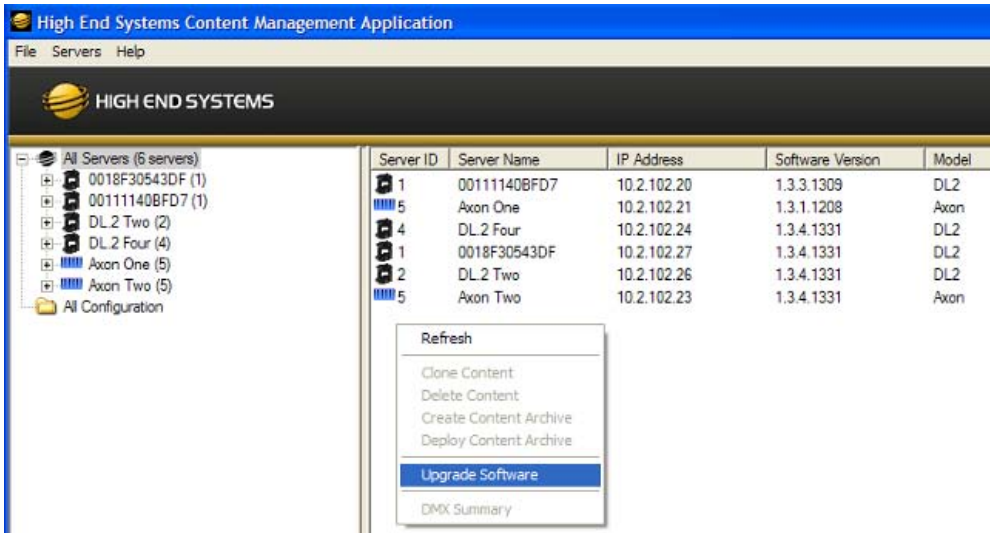 High End Systems Content Management Application
File Servers Help
HIGH END SYSTEMS
All Servers (6 servers)
0018F30543DF (1)
00111140BFD7 (1)
DL.2 Two (2)
DL.2 Four (4)
Axon One (5)
Axon Two (5)
All Configuration
Server ID Server Name IP Address Software Version Model
1 00111140BFD7 10.2.102.20 1.3.3.1309 DL2
5 Axon One 10.2.102.21 1.3.1.1208 Axon
4 DL.2 Four 10.2.102.24 1.3.4.1331 DL2
1 0018F30543DF 10.2.102.27 1.3.4.1331 DL2
2 DL.2 Two 10.2.102.26 1.3.4.1331 DL2
5 Axon Two 10.2.102.23 1.3.4.1331 Axon
Refresh
Clone Content
Delete Content
Create Content Archive
Deploy Content Archive
Upgrade Software
DMX Summary